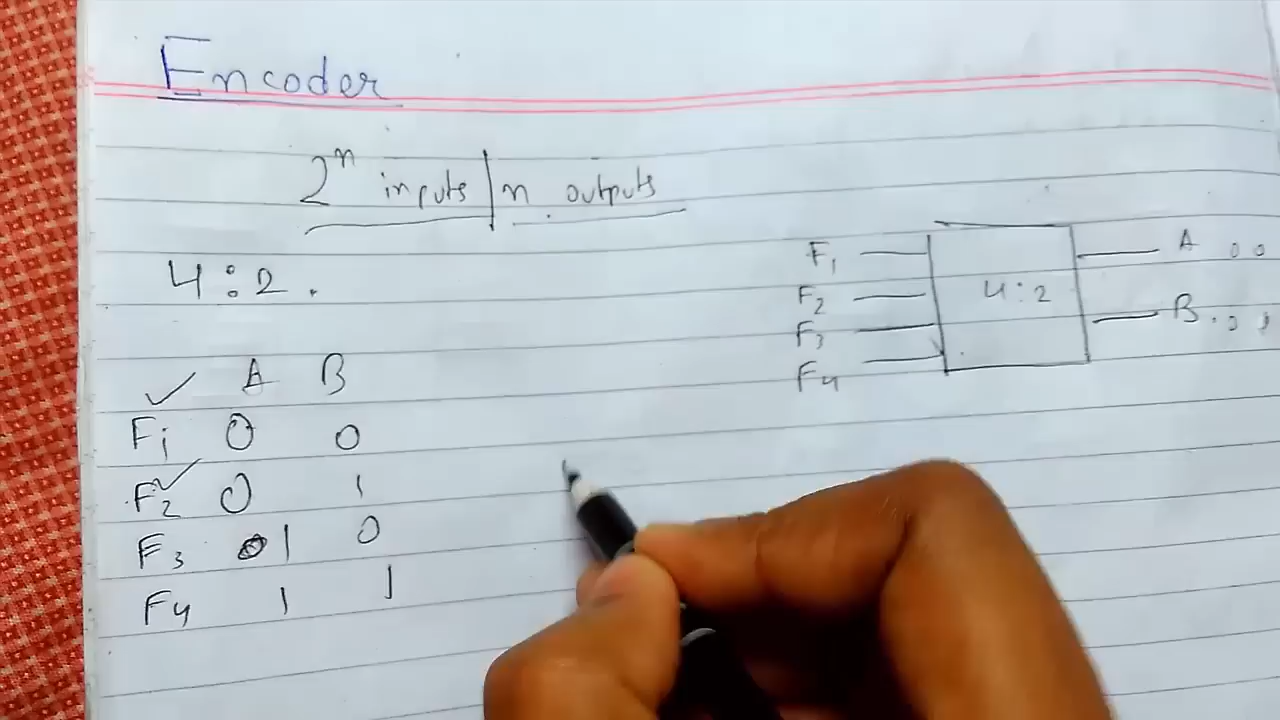 Encoder
2^n inputs | n outputs
4:2.
A B
F1 0 0
F2 0 1
F3 1 0
F4 1 1
F1 A 0 0
F2 4:2
F3 B . 0 1
F4